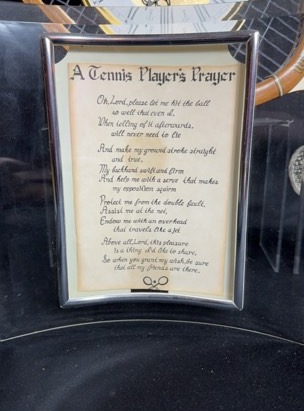 A Tennis Player's Prayer
Oh, Lord, please let me hit the ball
so well that even I,
When telling of it afterwards,
will never need to lie
And make my ground stroke straight
and true,
My backhand swift and firm
And help me with a serve that makes
my opposition squirm
Protect me from the double fault,
Assist me at the net,
Endow me with an overhead
that travels like a jet
Above all, Lord, this pleasure
is a thing I'd like to share,
So when you grant my wish, be sure
that all my friends are there.